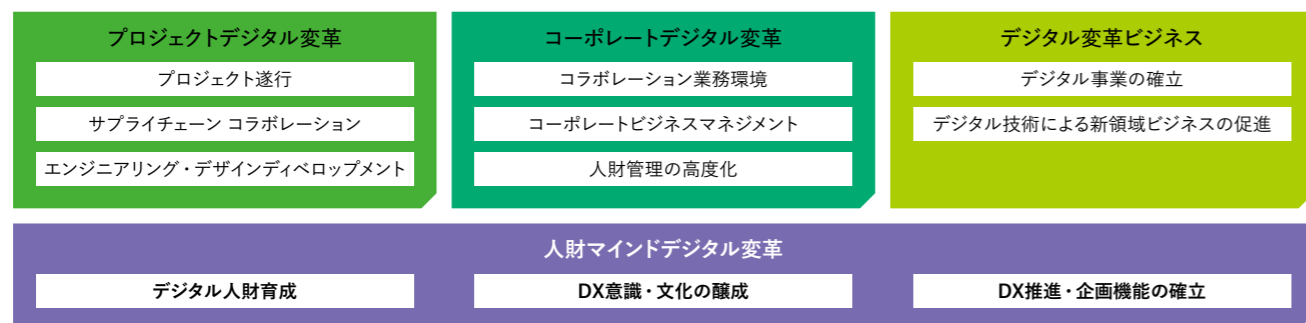 プロジェクトデジタル変革
プロジェクト遂行
サプライチェーン コラボレーション
エンジニアリング・デザインディベロップメント
コーポレートデジタル変革
コラボレーション業務環境
コーポレートビジネスマネジメント
人財管理の高度化
デジタル変革ビジネス
デジタル事業の確立
デジタル技術による新領域ビジネスの促進
人財マインドデジタル変革
デジタル人財育成
DX意識・文化の醸成
DX推進・企画機能の確立